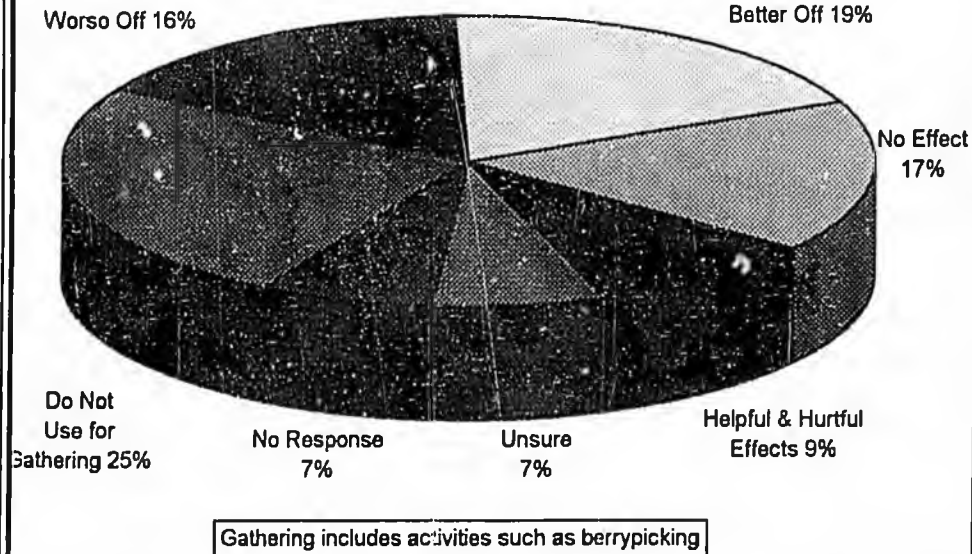 Worso Off 16%
Better Off 19%
No Effect
17%
Do Not
Use for
Gathering 25%
No Response
7%
Unsure
7%
Helpful & Hurtful
Effects 9%
Gathering includes activities such as berrypicking